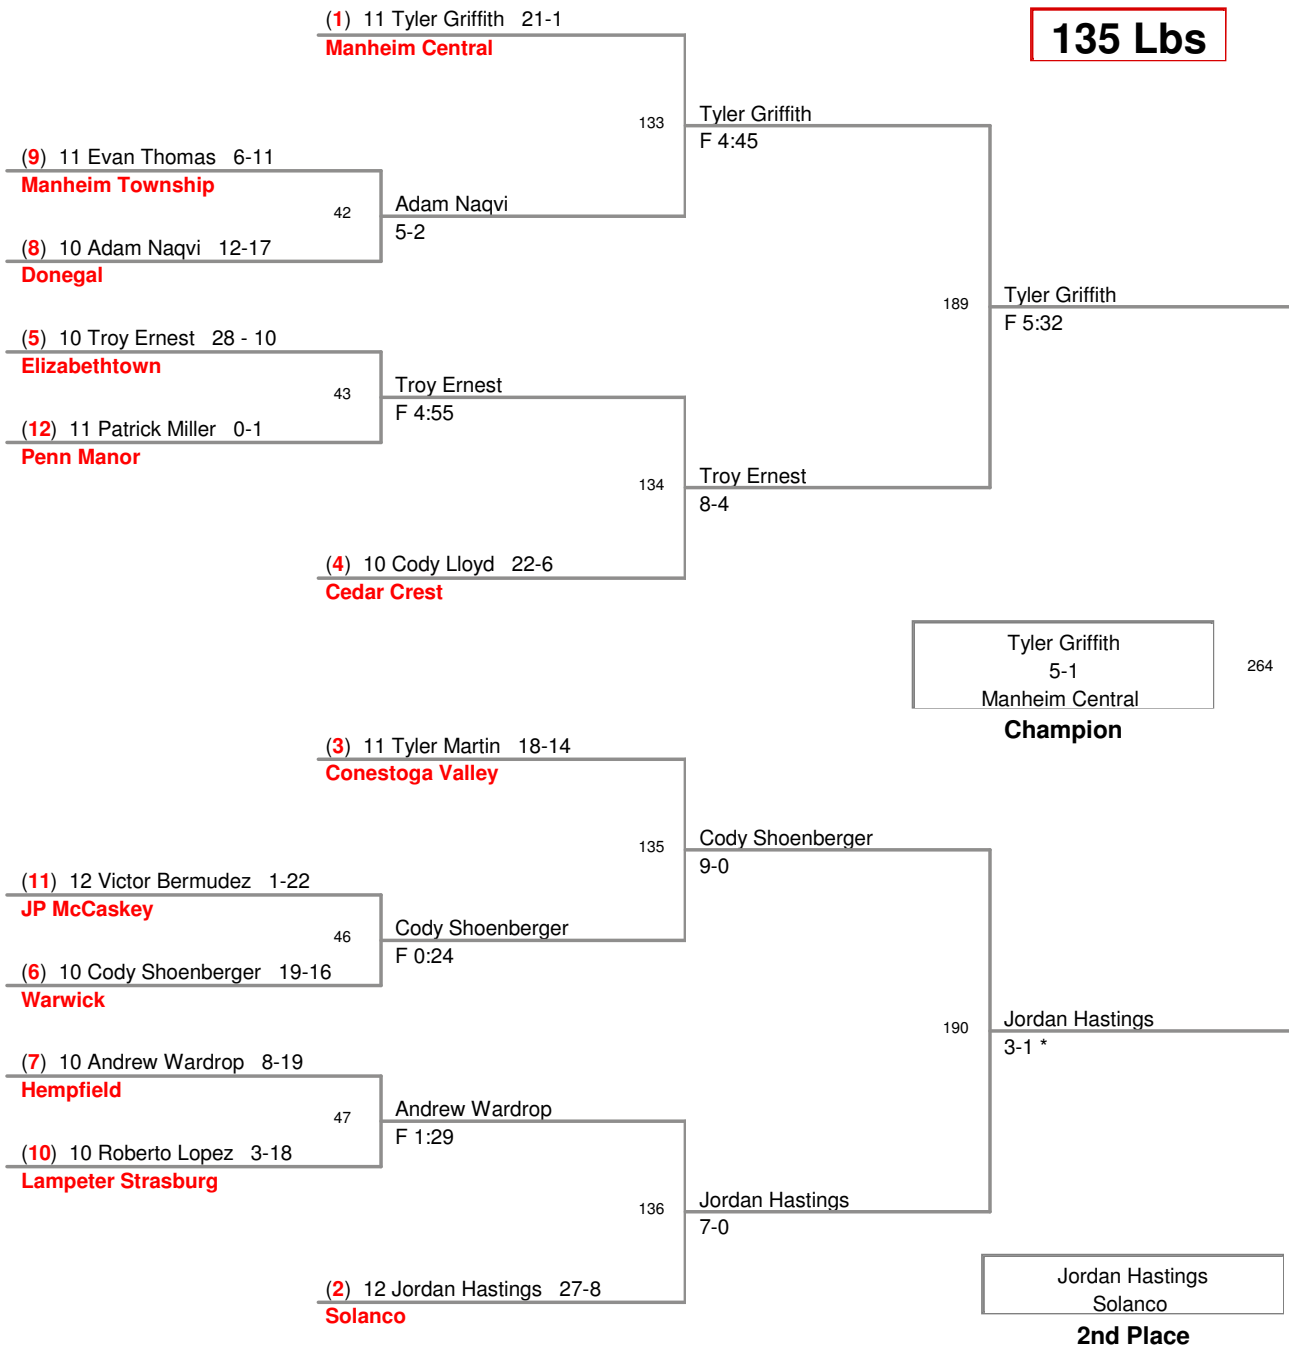 (1) 11 Tyler Griffith 21-1
Manheim Central
135 Lbs
133
Tyler Griffith
F 4:45
(9) 11 Evan Thomas 6-11
Manheim Township
42
Adam Naqvi
5-2
(8) 10 Adam Naqvi 12-17
Donegal
189
Tyler Griffith
F 5:32
(5) 10 Troy Ernest 28 - 10
Elizabethtown
43
Troy Ernest
F 4:55
(12) 11 Patrick Miller 0-1
Penn Manor
134
Troy Ernest
8-4
(4) 10 Cody Lloyd 22-6
Cedar Crest
Tyler Griffith
5-1
Manheim Central
264
Champion
(3) 11 Tyler Martin 18-14
Conestoga Valley
135
Cody Shoenberger
9-0
(11) 12 Victor Bermudez 1-22
JP McCaskey
46
Cody Shoenberger
F 0:24
(6) 10 Cody Shoenberger 19-16
Warwick
190
Jordan Hastings
3-1 *
(7) 10 Andrew Wardrop 8-19
Hempfield
47
Andrew Wardrop
F 1:29
(10) 10 Roberto Lopez 3-18
Lampeter Strasburg
136
Jordan Hastings
7-0
(2) 12 Jordan Hastings 27-8
Solanco
Jordan Hastings
Solanco
2nd Place